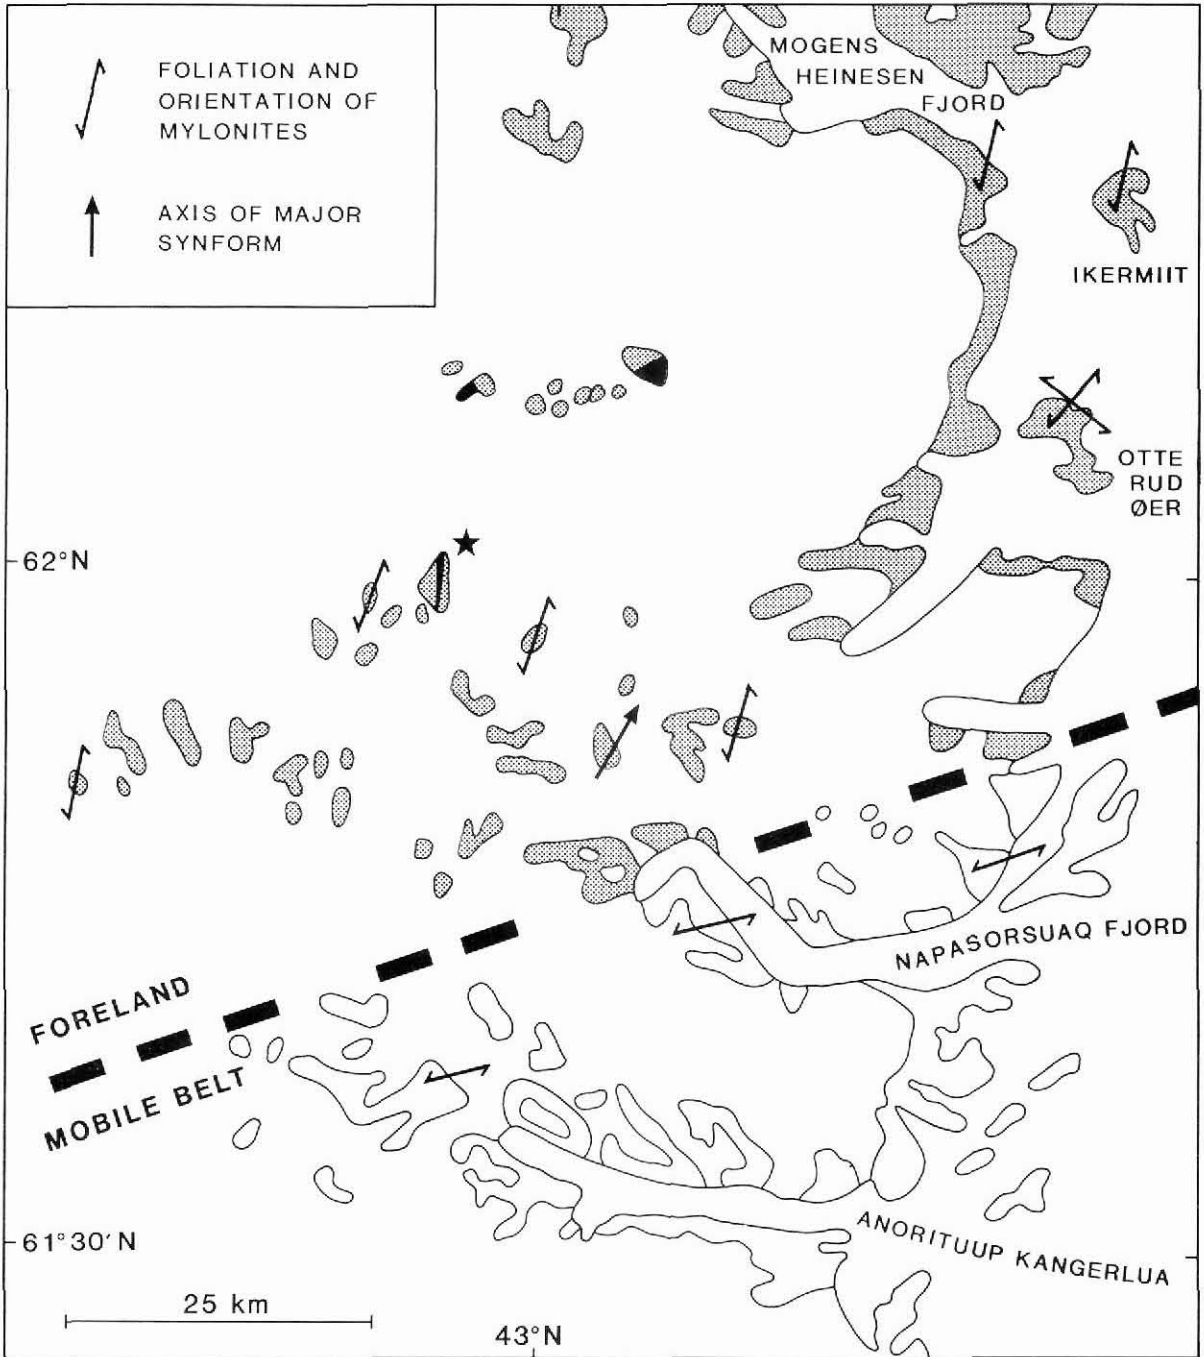 FOLIATION AND
ORIENTATION OF
MYLONITES
AXIS OF MAJOR
SYNFORM
MOGENS
HEINESEN
FJORD
IKERMIIT
OTTE
RUD
ØER
62°N
NAPASORSUAQ FJORD
FORELAND
MOBILE BELT
ANORITUUP KANGERLUA
61°30'N
25 km
43°N